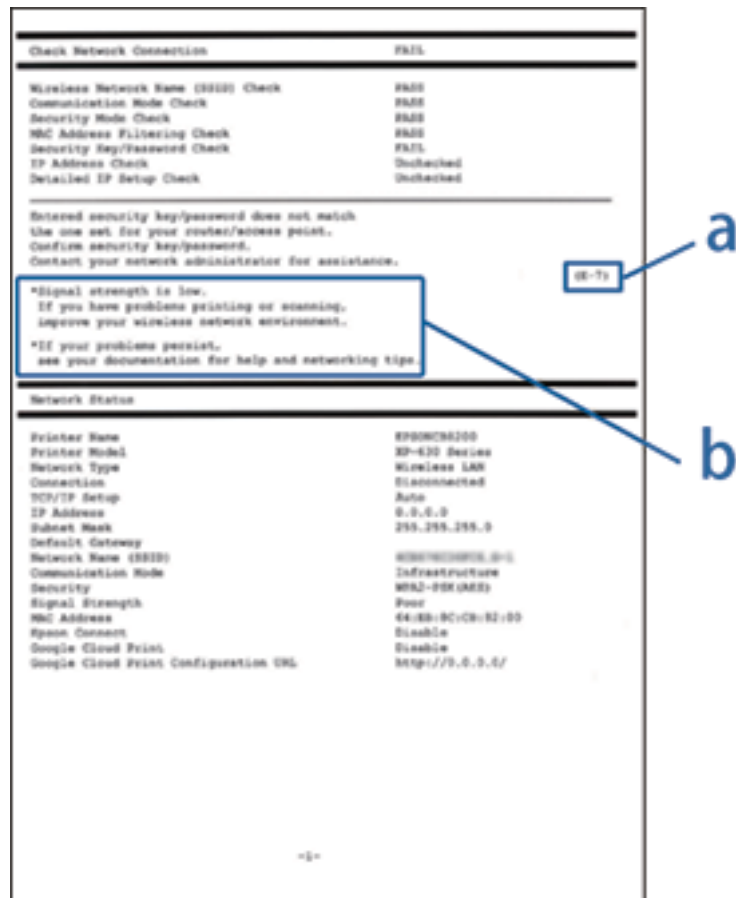 Check Network Connection FAIL
Wireless Network Name (SSID) Check PASS
Communication Mode Check PASS
Security Mode Check PASS
MAC Address Filtering Check PASS
Security Key/Password Check FAIL
IP Address Check Unchecked
Detailed IP Setup Check Unchecked
Entered security key/password does not match
the one set for your router/access point.
Confirm security key/password.
Contact your network administrator for assistance.
(E-7)
a
*Signal strength is low.
If you have problems printing or scanning,
improve your wireless network environment.
*If your problems persist,
see your documentation for help and networking tips.
b
Network Status
Printer Name
Printer Model XP-630 Series
Network Type Wireless LAN
Connection Disconnected
TCP/IP Setup Auto
IP Address 0.0.0.0
Subnet Mask 255.255.255.0
Default Gateway
Network Name (SSID)
Communication Mode Infrastructure
Security WPA2-PSK(AES)
Signal Strength Poor
MAC Address
Epson Connect Disable
Google Cloud Print Disable
Google Cloud Print Configuration URL http://0.0.0.0/
-1-